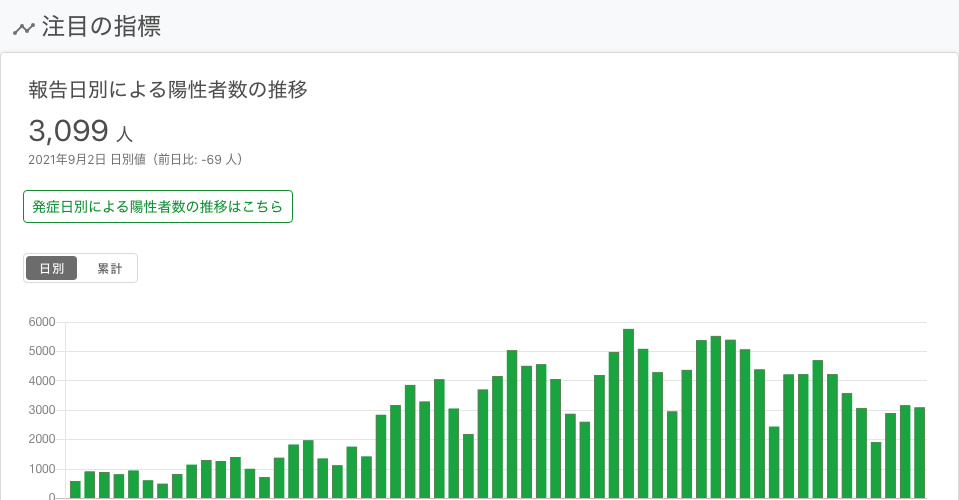 注目の指標
報告日別による陽性者数の推移
3,099 人
2021年9月2日 日別値（前日比: -69 人）
発症日別による陽性者数の推移はこちら
日別 累計
6000
5000
4000
3000
2000
1000
0